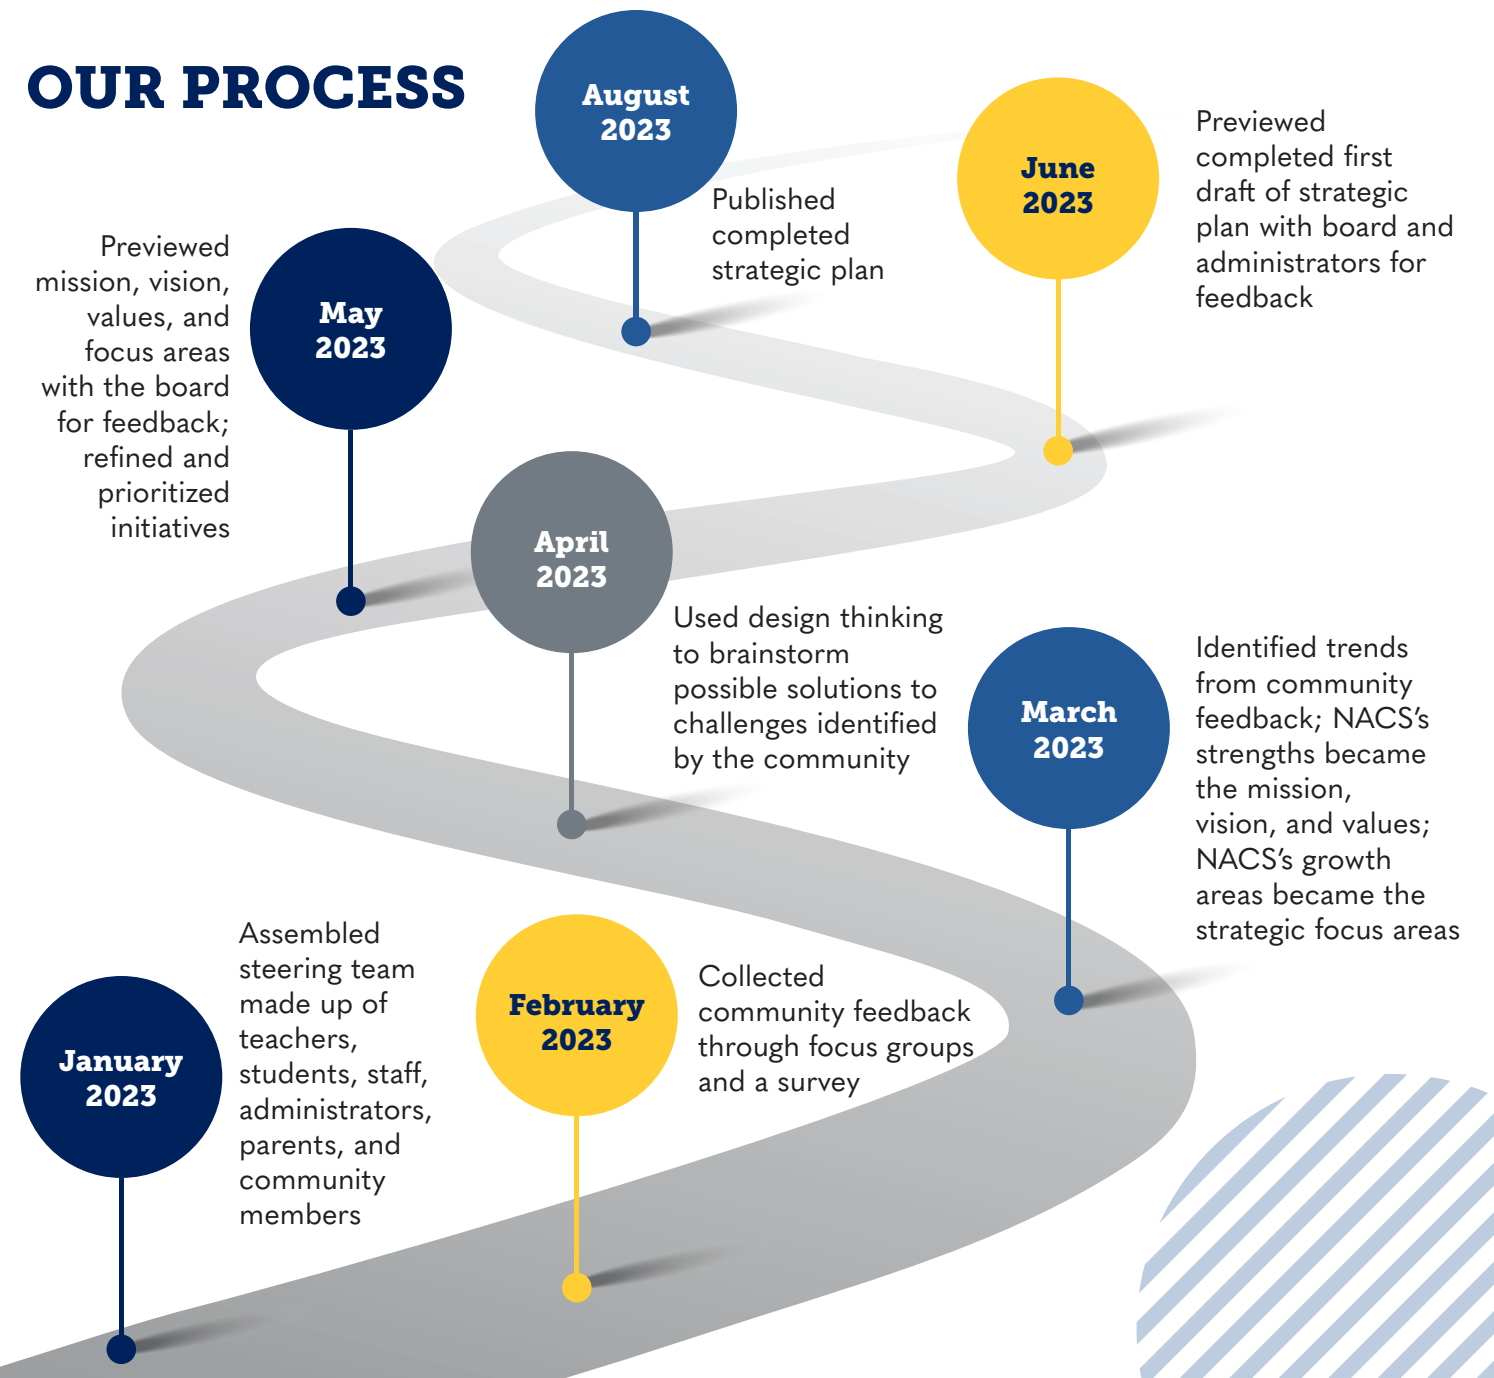 OUR PROCESS
August
2023
Published
completed
strategic plan
June
2023
Previewed
completed first
draft of strategic
plan with board and
administrators for
feedback
May
2023
Previewed
mission, vision,
values, and
focus areas
with the board
for feedback;
refined and
prioritized
initiatives
April
2023
Used design thinking
to brainstorm
possible solutions to
challenges identified
by the community
March
2023
Identified trends
from community
feedback; NACS’s
strengths became
the mission,
vision, and values;
NACS’s growth
areas became the
strategic focus areas
January
2023
Assembled
steering team
made up of
teachers,
students, staff,
administrators,
parents, and
community
members
February
2023
Collected
community feedback
through focus groups
and a survey